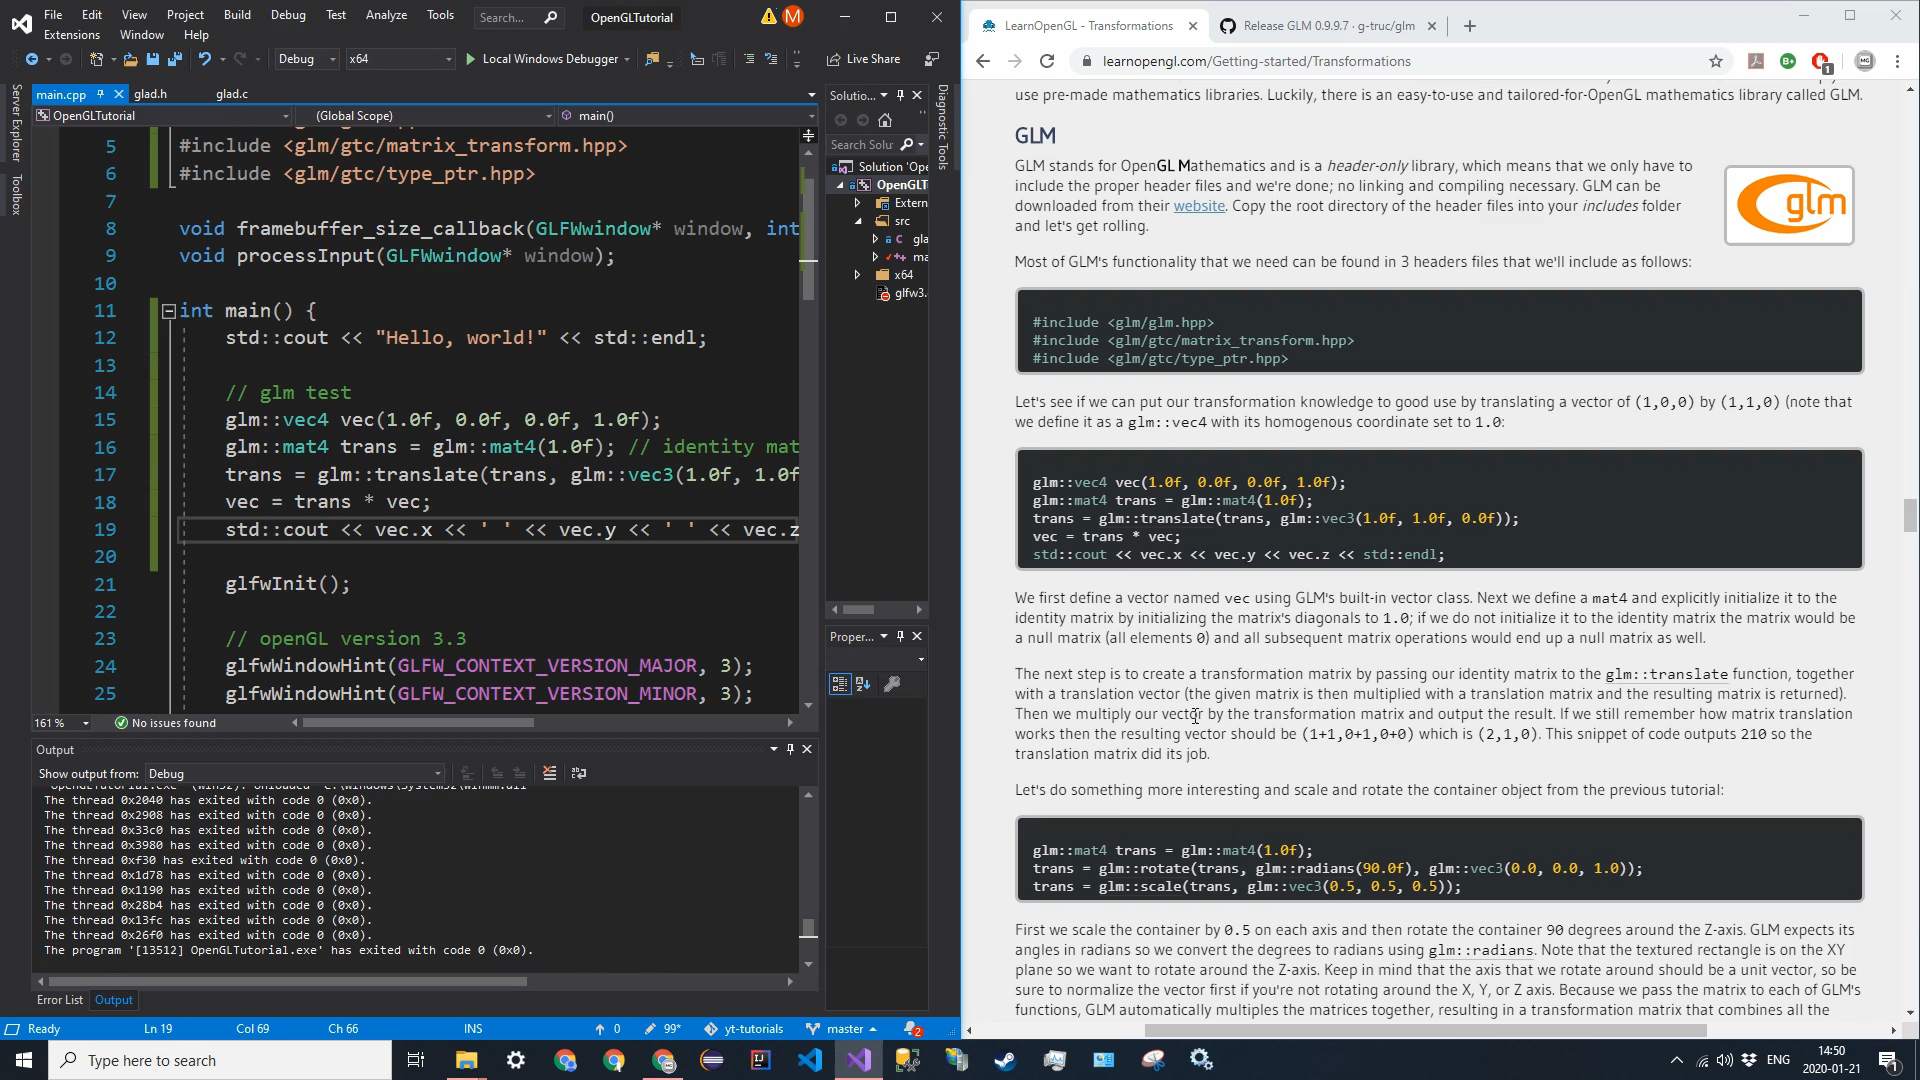 File Edit View Project Build Debug Test Analyze Tools Search... OpenGLTutorial M
Extensions Window Help
Debug x64 Local Windows Debugger Live Share
main.cpp glad.h glad.c
OpenGLTutorial (Global Scope) main()
5 #include <glm/gtc/matrix_transform.hpp>
6 #include <glm/gtc/type_ptr.hpp>
7
8 void framebuffer_size_callback(GLFWwindow* window, int
9 void processInput(GLFWwindow* window);
10
11 int main() {
12 std::cout << "Hello, world!" << std::endl;
13
14 // glm test
15 glm::vec4 vec(1.0f, 0.0f, 0.0f, 1.0f);
16 glm::mat4 trans = glm::mat4(1.0f); // identity mat
17 trans = glm::translate(trans, glm::vec3(1.0f, 1.0f
18 vec = trans * vec;
19 std::cout << vec.x << ' ' << vec.y << ' ' << vec.z
20
21 glfwInit();
22
23 // openGL version 3.3
24 glfwWindowHint(GLFW_CONTEXT_VERSION_MAJOR, 3);
25 glfwWindowHint(GLFW_CONTEXT_VERSION_MINOR, 3);
161 % No issues found
Server Explorer
Toolbox
Solutio...
Search Solu
Solution 'Ope
OpenGLT
Extern
src
gla
ma
x64
glfw3.
Diagnostic Tools
Proper...
Output
Show output from: Debug
The thread 0x2040 has exited with code 0 (0x0).
The thread 0x2908 has exited with code 0 (0x0).
The thread 0x33c0 has exited with code 0 (0x0).
The thread 0x3980 has exited with code 0 (0x0).
The thread 0xf30 has exited with code 0 (0x0).
The thread 0x1d78 has exited with code 0 (0x0).
The thread 0x1190 has exited with code 0 (0x0).
The thread 0x28b4 has exited with code 0 (0x0).
The thread 0x13fc has exited with code 0 (0x0).
The thread 0x26f0 has exited with code 0 (0x0).
The program '[13512] OpenGLTutorial.exe' has exited with code 0 (0x0).
Error List Output
Ready Ln 19 Col 69 Ch 66 INS 0 99* yt-tutorials master 2
LearnOpenGL - Transformations Release GLM 0.9.9.7 · g-truc/glm
learnopengl.com/Getting-started/Transformations
use pre-made mathematics libraries. Luckily, there is an easy-to-use and tailored-for-OpenGL mathematics library called GLM.
GLM
GLM stands for OpenGL Mathematics and is a header-only library, which means that we only have to
include the proper header files and we're done; no linking and compiling necessary. GLM can be
downloaded from their website. Copy the root directory of the header files into your includes folder
and let's get rolling.
glm
Most of GLM's functionality that we need can be found in 3 headers files that we'll include as follows:
#include <glm/glm.hpp>
#include <glm/gtc/matrix_transform.hpp>
#include <glm/gtc/type_ptr.hpp>
Let's see if we can put our transformation knowledge to good use by translating a vector of (1,0,0) by (1,1,0) (note that
we define it as a glm::vec4 with its homogenous coordinate set to 1.0:
glm::vec4 vec(1.0f, 0.0f, 0.0f, 1.0f);
glm::mat4 trans = glm::mat4(1.0f);
trans = glm::translate(trans, glm::vec3(1.0f, 1.0f, 0.0f));
vec = trans * vec;
std::cout << vec.x << vec.y << vec.z << std::endl;
We first define a vector named vec using GLM's built-in vector class. Next we define a mat4 and explicitly initialize it to the
identity matrix by initializing the matrix's diagonals to 1.0; if we do not initialize it to the identity matrix the matrix would be
a null matrix (all elements 0) and all subsequent matrix operations would end up a null matrix as well.
The next step is to create a transformation matrix by passing our identity matrix to the glm::translate function, together
with a translation vector (the given matrix is then multiplied with a translation matrix and the resulting matrix is returned).
Then we multiply our vector by the transformation matrix and output the result. If we still remember how matrix translation
works then the resulting vector should be (1+1,0+1,0+0) which is (2,1,0). This snippet of code outputs 210 so the
translation matrix did its job.
Let's do something more interesting and scale and rotate the container object from the previous tutorial:
glm::mat4 trans = glm::mat4(1.0f);
trans = glm::rotate(trans, glm::radians(90.0f), glm::vec3(0.0, 0.0, 1.0));
trans = glm::scale(trans, glm::vec3(0.5, 0.5, 0.5));
First we scale the container by 0.5 on each axis and then rotate the container 90 degrees around the Z-axis. GLM expects its
angles in radians so we convert the degrees to radians using glm::radians. Note that the textured rectangle is on the XY
plane so we want to rotate around the Z-axis. Keep in mind that the axis that we rotate around should be a unit vector, so be
sure to normalize the vector first if you're not rotating around the X, Y, or Z axis. Because we pass the matrix to each of GLM's
functions, GLM automatically multiples the matrices together, resulting in a transformation matrix that combines all the
Type here to search
ENG 14:50
2020-01-21